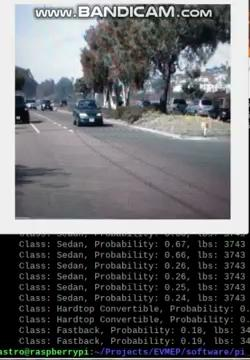 WWW.BANDICAM.COM
Class: Sedan, Probability: 0.67, lbs: 3743
Class: Sedan, Probability: 0.66, lbs: 3743
Class: Sedan, Probability: 0.26, lbs: 3743
Class: Sedan, Probability: 0.26, lbs: 3743
Class: Sedan, Probability: 0.25, lbs: 3743
Class: Sedan, Probability: 0.24, lbs: 3743
Class: Hardtop Convertible, Probability: 0.
Class: Hardtop Convertible, Probability: 0.
Class: Fastback, Probability: 0.18, lbs: 3
Class: Fastback, Probability: 0.19, lbs:
astro@raspberrypi:~/Projects/EVMEP/software/